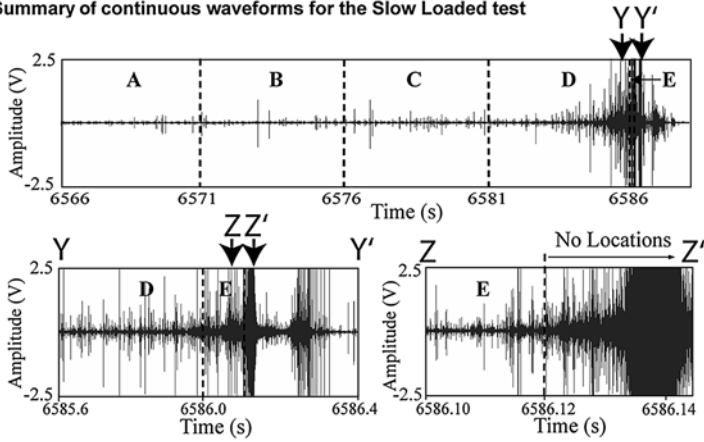 Summary of continuous waveforms for the Slow Loaded test
Y Y'
2.5
A B C D E
Amplitude (V)
-2.5
6566 6571 6576 6581 6586
Time (s)
Y Z Z' Y'
2.5
D E
Amplitude (V)
-2.5
6585.6 6586.0 6586.4
Time (s)
No Locations
Z Z'
2.5
E
Amplitude (V)
-2.5
6586.10 6586.12 6586.14
Time (s)